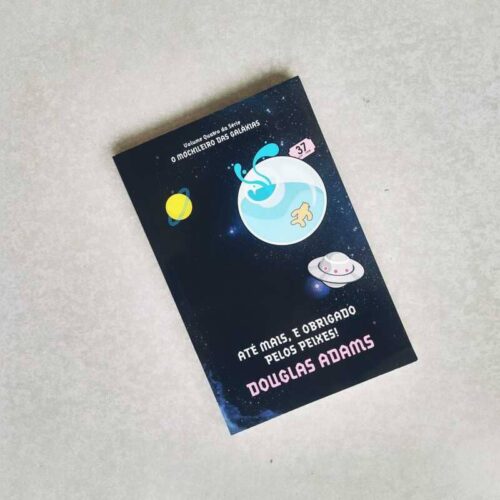 Volume Quatro da Série
O MOCHILEIRO DAS GALÁXIAS
37
ATÉ MAIS, E OBRIGADO
PELOS PEIXES!
DOUGLAS ADAMS